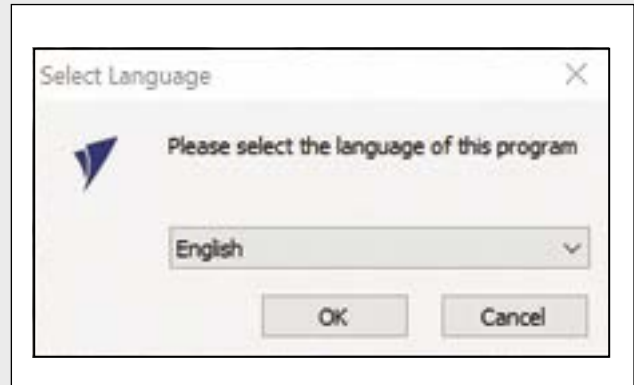 Select Language
Please select the language of this program
English
OK
Cancel